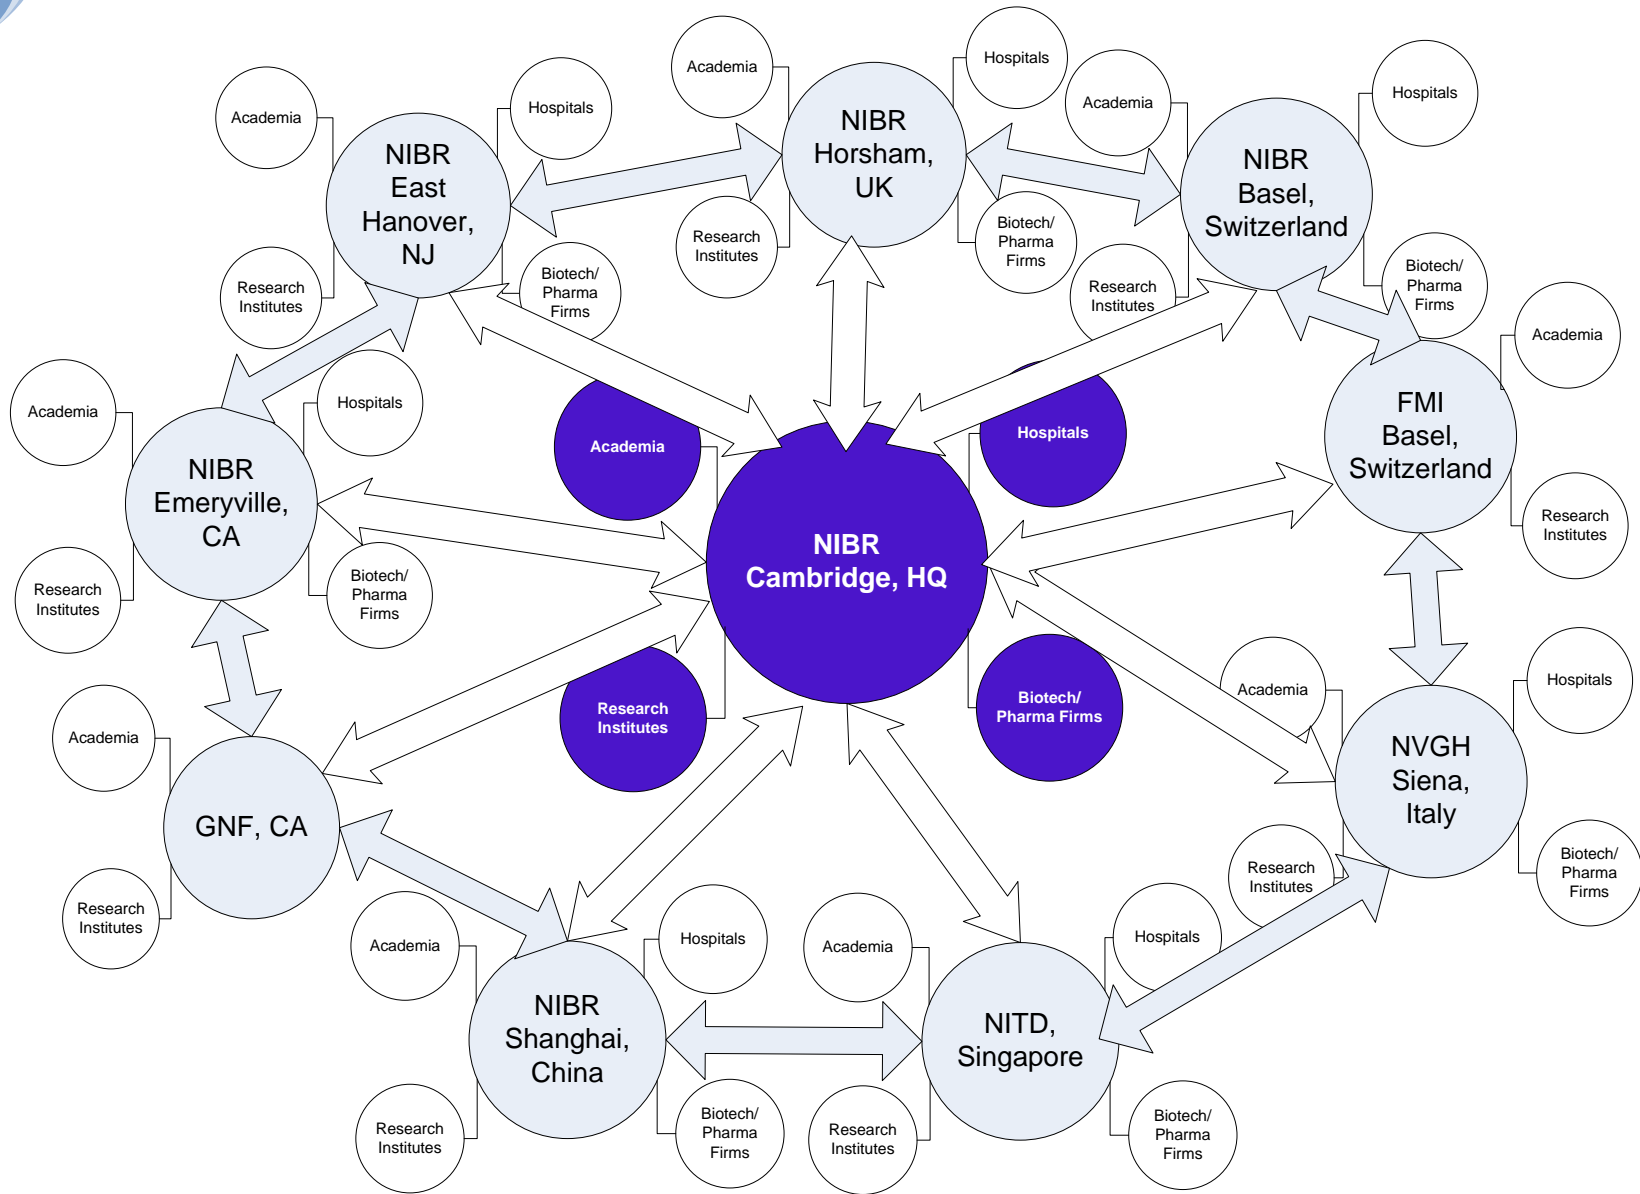 Academia
Hospitals
NIBR
East
Hanover,
NJ
Research
Institutes
Biotech/
Pharma
Firms
Academia
Hospitals
NIBR
Horsham,
UK
Research
Institutes
Biotech/
Pharma
Firms
Academia
Hospitals
NIBR
Basel,
Switzerland
Research
Institutes
Biotech/
Pharma
Firms
Academia
FMI
Basel,
Switzerland
Research
Institutes
Academia
Hospitals
NIBR
Emeryville,
CA
Research
Institutes
Biotech/
Pharma
Firms
Academia
Hospitals
NIBR
Cambridge, HQ
Research
Institutes
Biotech/
Pharma Firms
Academia
Hospitals
NVGH
Siena,
Italy
Research
Institutes
Biotech/
Pharma
Firms
Academia
GNF, CA
Research
Institutes
Academia
Hospitals
NIBR
Shanghai,
China
Research
Institutes
Biotech/
Pharma
Firms
Academia
Hospitals
NITD,
Singapore
Research
Institutes
Biotech/
Pharma
Firms